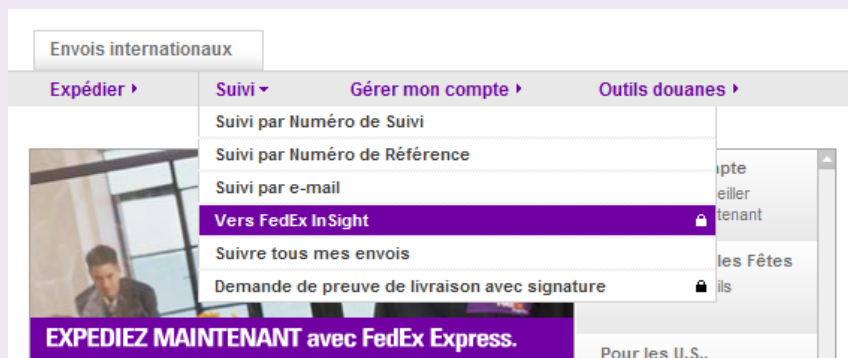 Envois internationaux
Expédier Suivi Gérer mon compte Outils douanes
Suivi par Numéro de Suivi
Suivi par Numéro de Référence
Suivi par e-mail
Vers FedEx InSight
Suivre tous mes envois
Demande de preuve de livraison avec signature
les Fêtes
EXPEDIEZ MAINTENANT avec FedEx Express.
Pour les U.S.,